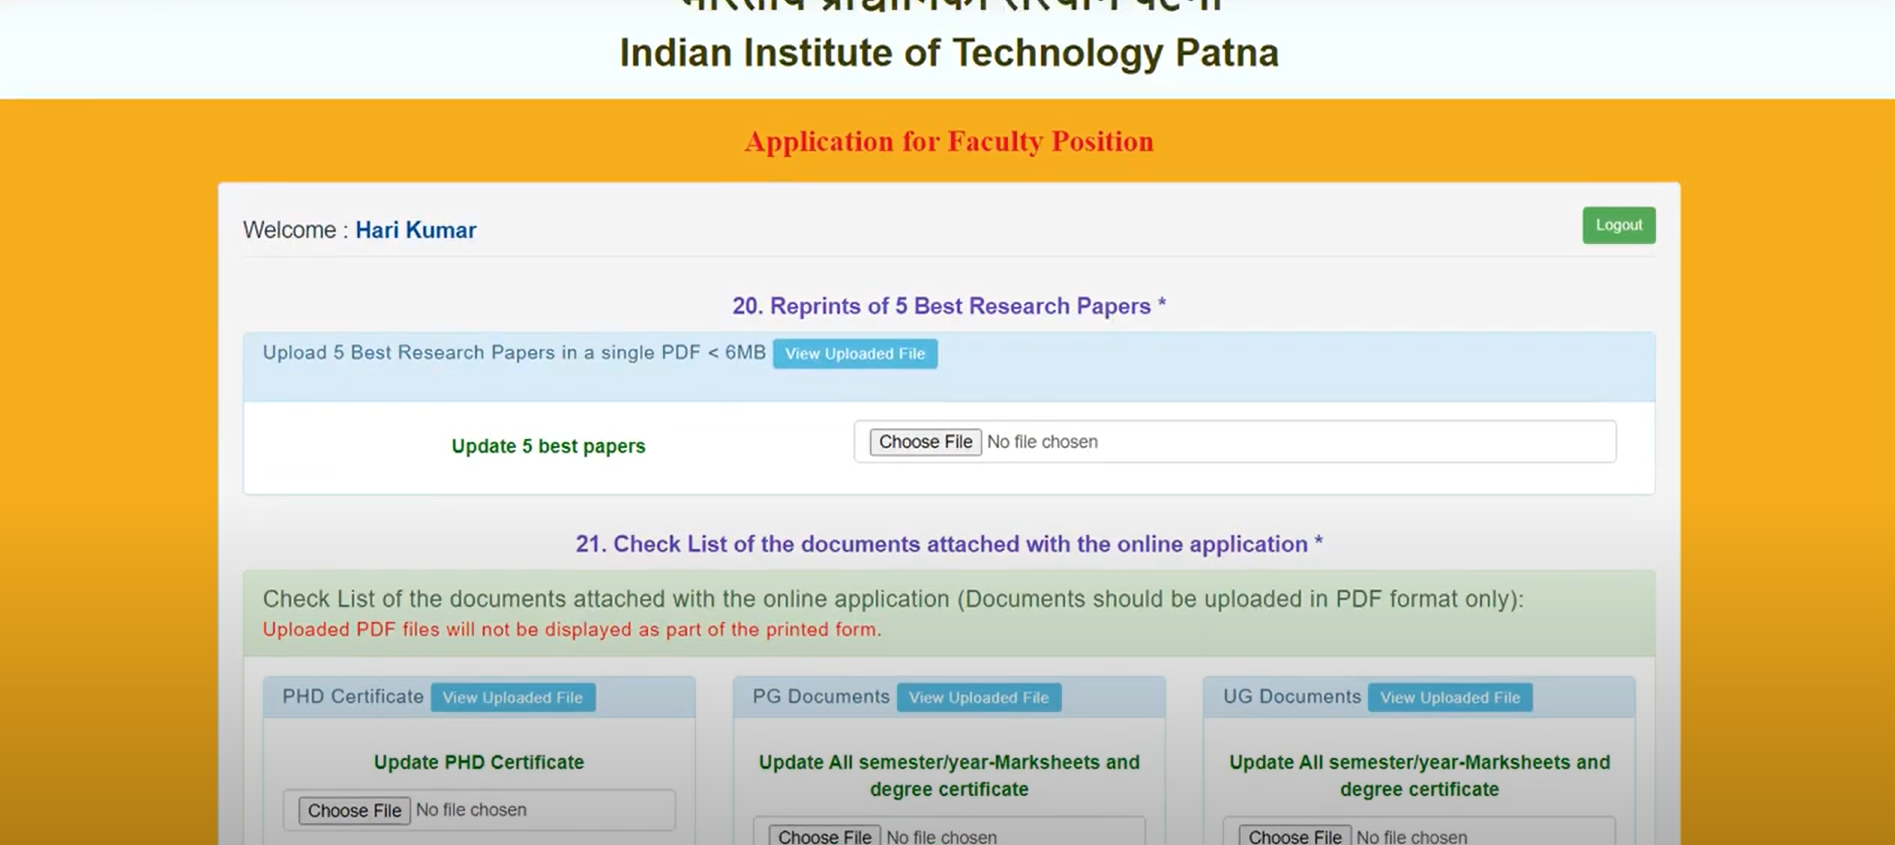 भारतीय प्रौद्योगिकी संस्थान पटना
Indian Institute of Technology Patna
Application for Faculty Position
Welcome : Hari Kumar
Logout
20. Reprints of 5 Best Research Papers *
Upload 5 Best Research Papers in a single PDF < 6MB View Uploaded File
Update 5 best papers
Choose File No file chosen
21. Check List of the documents attached with the online application *
Check List of the documents attached with the online application (Documents should be uploaded in PDF format only):
Uploaded PDF files will not be displayed as part of the printed form.
PHD Certificate View Uploaded File
Update PHD Certificate
Choose File No file chosen
PG Documents View Uploaded File
Update All semester/year-Marksheets and
degree certificate
Choose File No file chosen
UG Documents View Uploaded File
Update All semester/year-Marksheets and
degree certificate
Choose File No file chosen